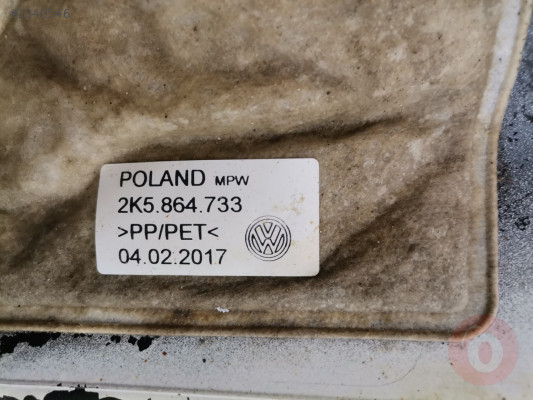 POLAND MPW
2K5.864.733
>PP/PET<
04.02.2017